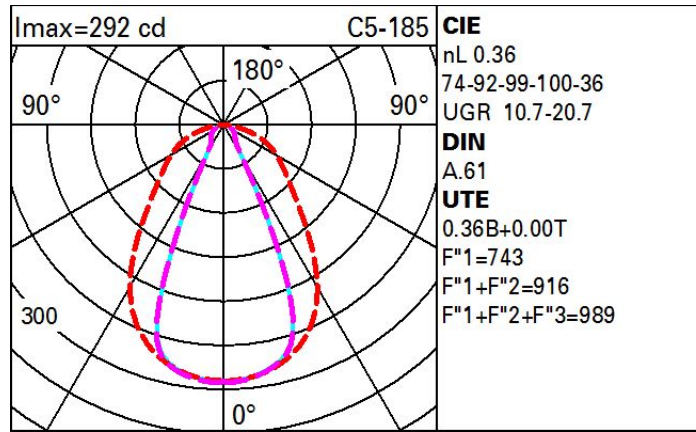 Imax=292 cd C5-185
180°
90° 90°
300
0°
CIE
nL 0.36
74-92-99-100-36
UGR 10.7-20.7
DIN
A.61
UTE
0.36B+0.00T
F"1=743
F"1+F"2=916
F"1+F"2+F"3=989